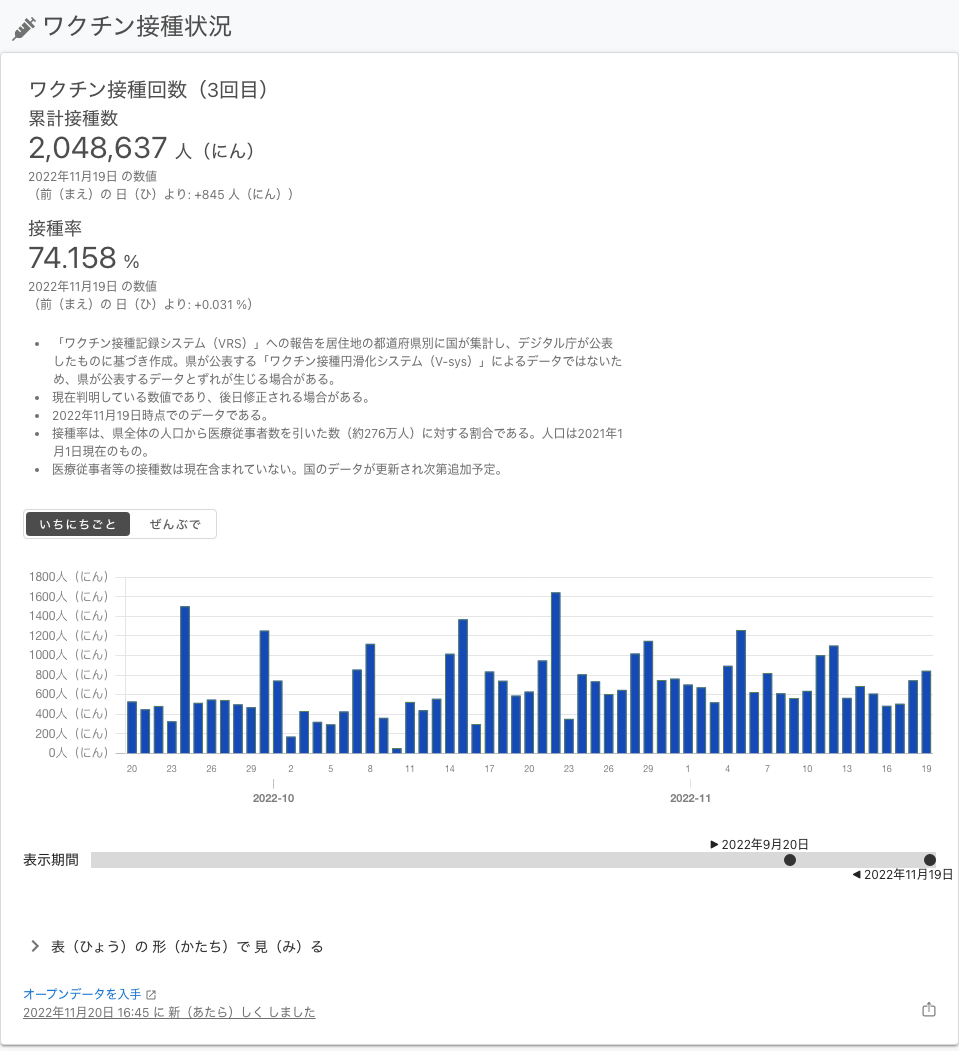 ワクチン接種状況
ワクチン接種回数（3回目）
累計接種数
2,048,637 人（にん）
2022年11月19日 の数値
（前（まえ）の 日（ひ）より: +845 人（にん））
接種率
74.158 %
2022年11月19日 の数値
（前（まえ）の 日（ひ）より: +0.031 %）
• 「ワクチン接種記録システム（VRS）」への報告を居住地の都道府県別に国が集計し、デジタル庁が公表
したものに基づき作成。県が公表する「ワクチン接種円滑化システム（V-sys）」によるデータではないた
め、県が公表するデータとずれが生じる場合がある。
• 現在判明している数値であり、後日修正される場合がある。
• 2022年11月19日時点でのデータである。
• 接種率は、県全体の人口から医療従事者数を引いた数（約276万人）に対する割合である。人口は2021年1
月1日現在のもの。
• 医療従事者等の接種数は現在含まれていない。国のデータが更新され次第追加予定。
いちにちごと ぜんぶで
1800人（にん）
1600人（にん）
1400人（にん）
1200人（にん）
1000人（にん）
800人（にん）
600人（にん）
400人（にん）
200人（にん）
0人（にん）
20 23 26 29 2 5 8 11 14 17 20 23 26 29 1 4 7 10 13 16 19
2022-10 2022-11
▶ 2022年9月20日
表示期間
◀ 2022年11月19日
表（ひょう）の 形（かたち）で 見（み）る
オープンデータを入手
2022年11月20日 16:45 に 新（あたら）しく しました